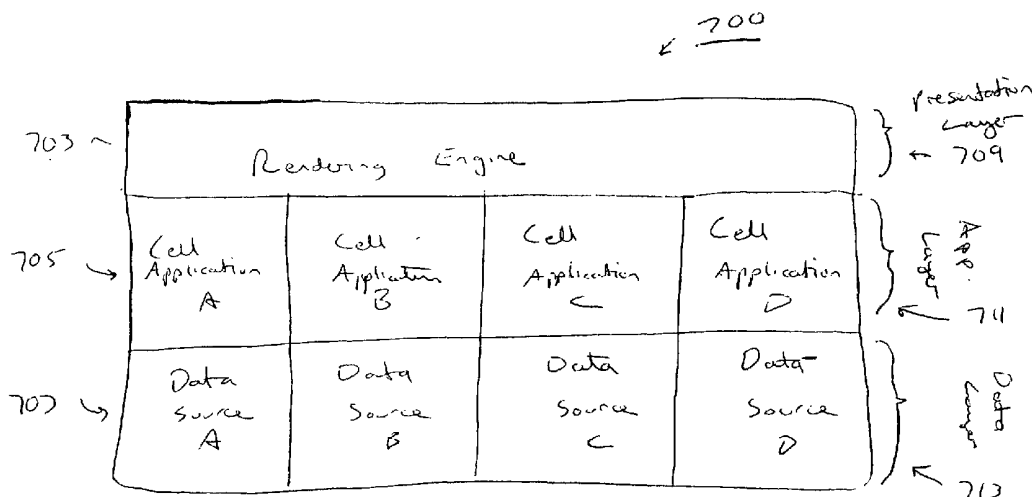 700
703
Rendering Engine
Presentation
Layer
709
705
Cell
Application
A
Cell
Application
B
Cell
Application
C
Cell
Application
D
App.
Layer
711
707
Data
Source
A
Data
Source
B
Data
Source
C
Data
Source
D
Data
Layer
713